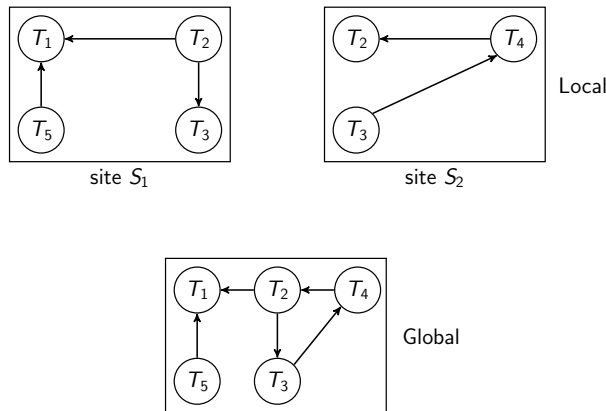 T1 T2 T2 T4
T5 T3 T3
Local
site S1 site S2
T1 T2 T4
T5 T3
Global